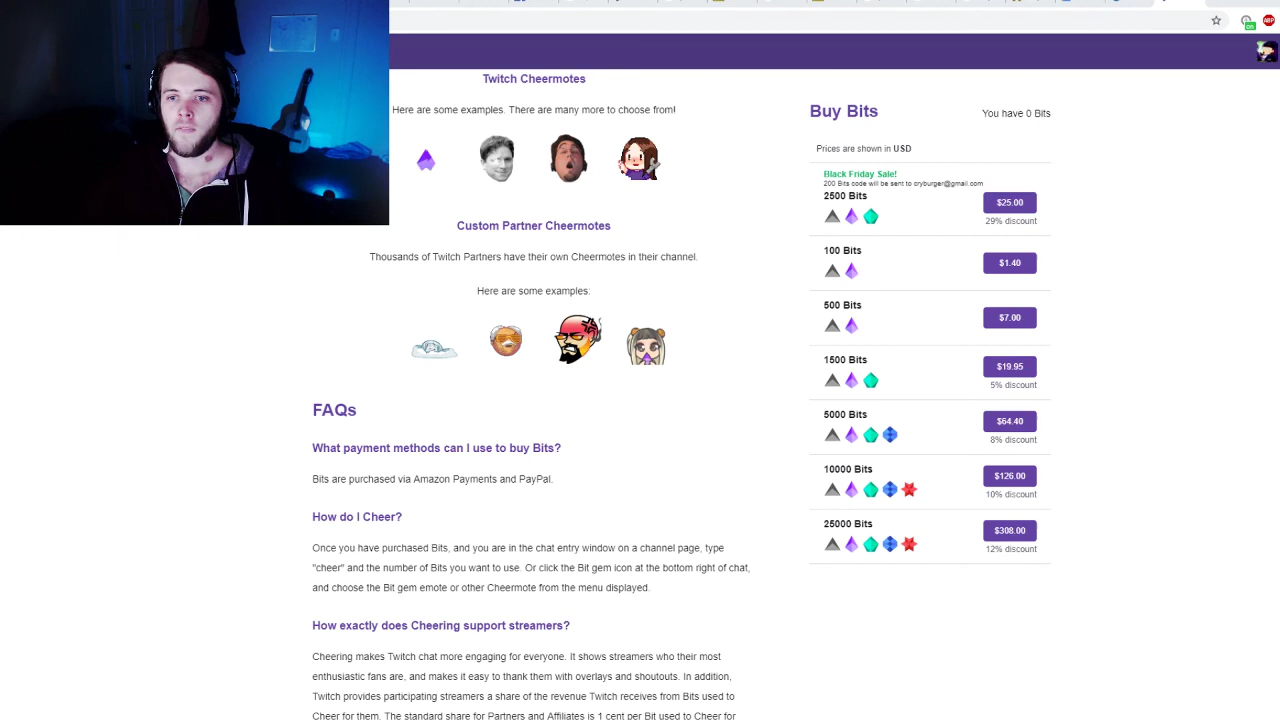 Twitch Cheermotes
Here are some examples. There are many more to choose from!
Custom Partner Cheermotes
Thousands of Twitch Partners have their own Cheermotes in their channel.
Here are some examples:
FAQs
What payment methods can I use to buy Bits?
Bits are purchased via Amazon Payments and PayPal.
How do I Cheer?
Once you have purchased Bits, and you are in the chat entry window on a channel page, type
"cheer" and the number of Bits you want to use. Or click the Bit gem icon at the bottom right of chat,
and choose the Bit gem emote or other Cheermote from the menu displayed.
How exactly does Cheering support streamers?
Cheering makes Twitch chat more engaging for everyone. It shows streamers who their most
enthusiastic fans are, and makes it easy to thank them with overlays and shoutouts. In addition,
Twitch provides participating streamers a share of the revenue Twitch receives from Bits used to
Cheer for them. The standard share for Partners and Affiliates is 1 cent per Bit used to Cheer for
Buy Bits
You have 0 Bits
Prices are shown in USD
Black Friday Sale!
200 Bits code will be sent to cryburger@gmail.com
2500 Bits
$25.00
29% discount
100 Bits
$1.40
500 Bits
$7.00
1500 Bits
$19.95
5% discount
5000 Bits
$64.40
8% discount
10000 Bits
$126.00
10% discount
25000 Bits
$308.00
12% discount
ABP